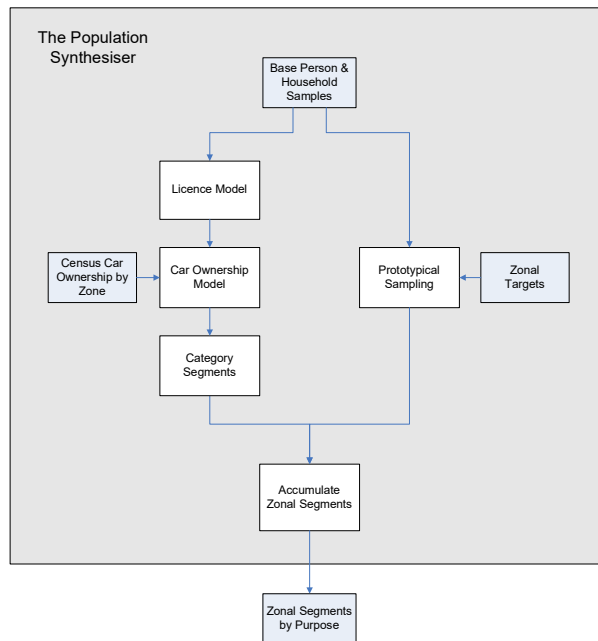 The Population
Synthesiser
Base Person &
Household
Samples
Licence Model
Census Car
Ownership by
Zone
Car Ownership
Model
Prototypical
Sampling
Zonal
Targets
Category
Segments
Accumulate
Zonal Segments
Zonal Segments
by Purpose